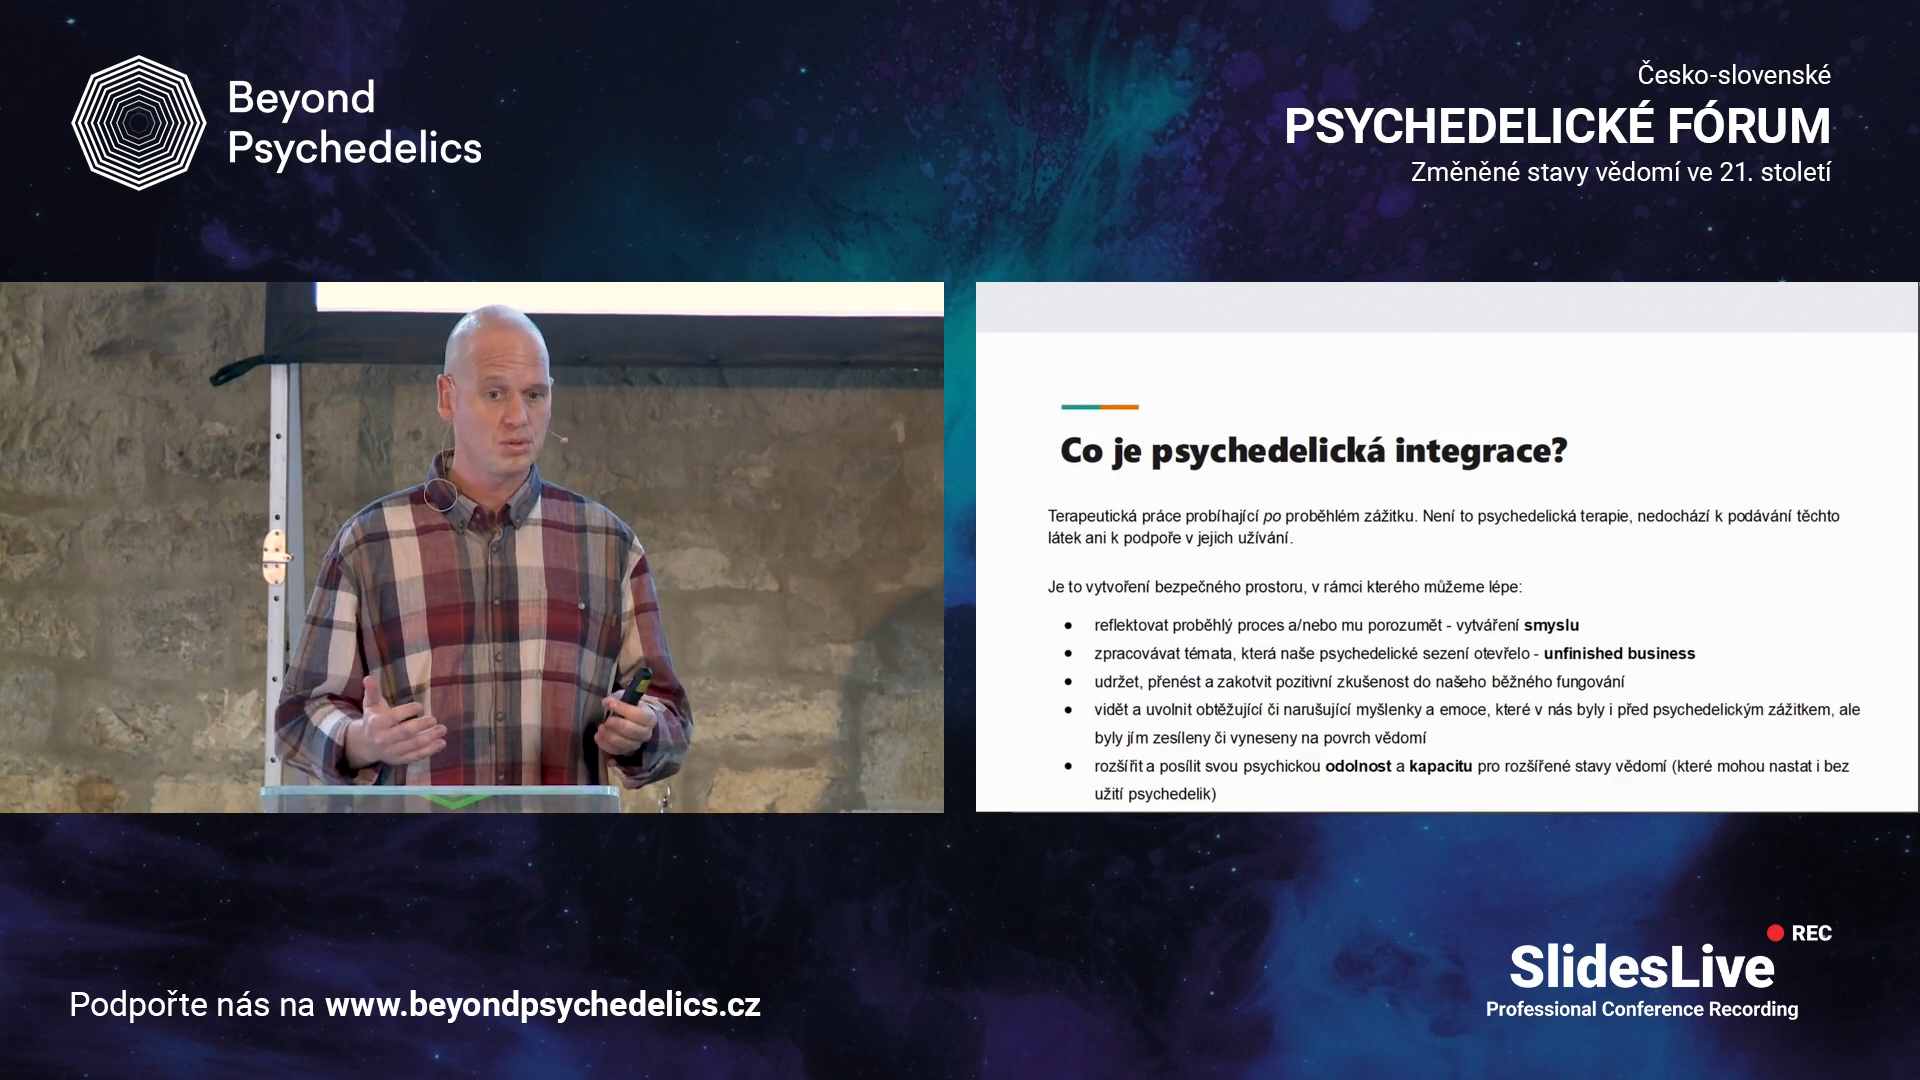 Beyond
Psychedelics
Česko-slovenské
PSYCHEDELICKÉ FÓRUM
Změněné stavy vědomí ve 21. století
Co je psychedelická integrace?
Terapeutická práce probíhající po proběhlém zážitku. Není to psychedelická terapie, nedochází k podávání těchto
látek ani k podpoře v jejich užívání.
Je to vytvoření bezpečného prostoru, v rámci kterého můžeme lépe:
● reflektovat proběhlý proces a/nebo mu porozumět - vytváření smyslu
● zpracovávat témata, která naše psychedelické sezení otevřelo - unfinished business
● udržet, přenést a zakotvit pozitivní zkušenost do našeho běžného fungování
● vidět a uvolnit obtěžující či narušující myšlenky a emoce, které v nás byly i před psychedelickým zážitkem, ale
byly jím zesíleny či vyneseny na povrch vědomí
● rozšířit a posílit svou psychickou odolnost a kapacitu pro rozšířené stavy vědomí (které mohou nastat i bez
užití psychedelik)
REC
SlidesLive
Professional Conference Recording
Podpořte nás na www.beyondpsychedelics.cz